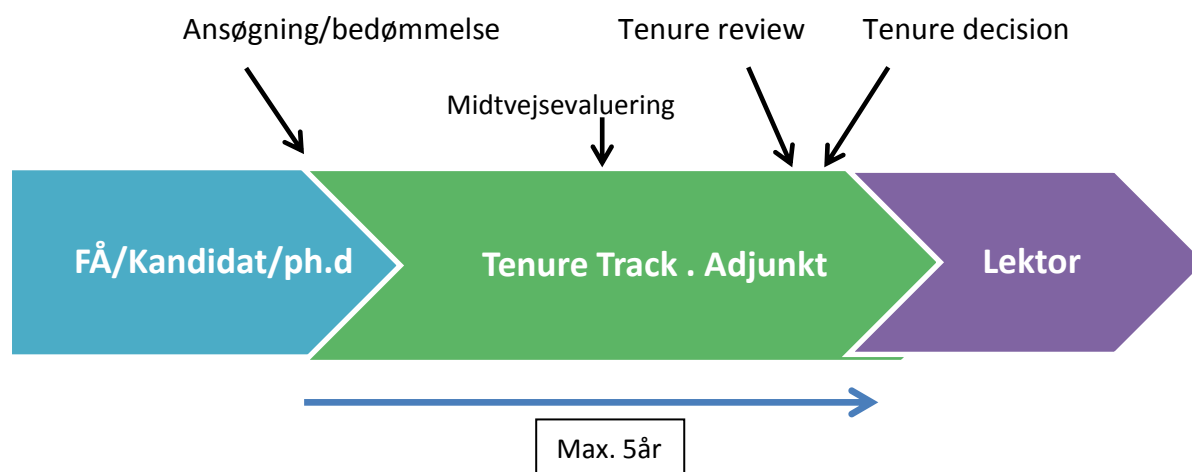 Ansøgning/bedømmelse
Tenure review
Tenure decision
Midtvejsevaluering
FÅ/Kandidat/ph.d
Tenure Track . Adjunkt
Lektor
Max. 5år